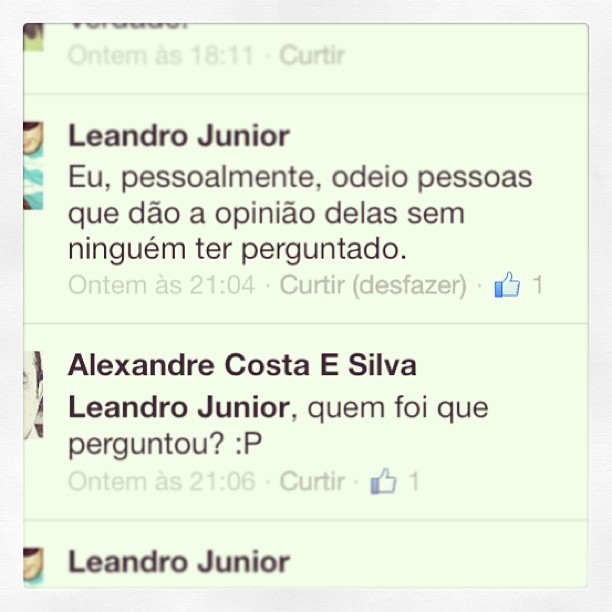 Ontem às 18:11 · Curtir
Leandro Junior
Eu, pessoalmente, odeio pessoas
que dão a opinião delas sem
ninguém ter perguntado.
Ontem às 21:04 · Curtir (desfazer) · 1
Alexandre Costa E Silva
Leandro Junior, quem foi que
perguntou? :P
Ontem às 21:06 · Curtir · 1
Leandro Junior